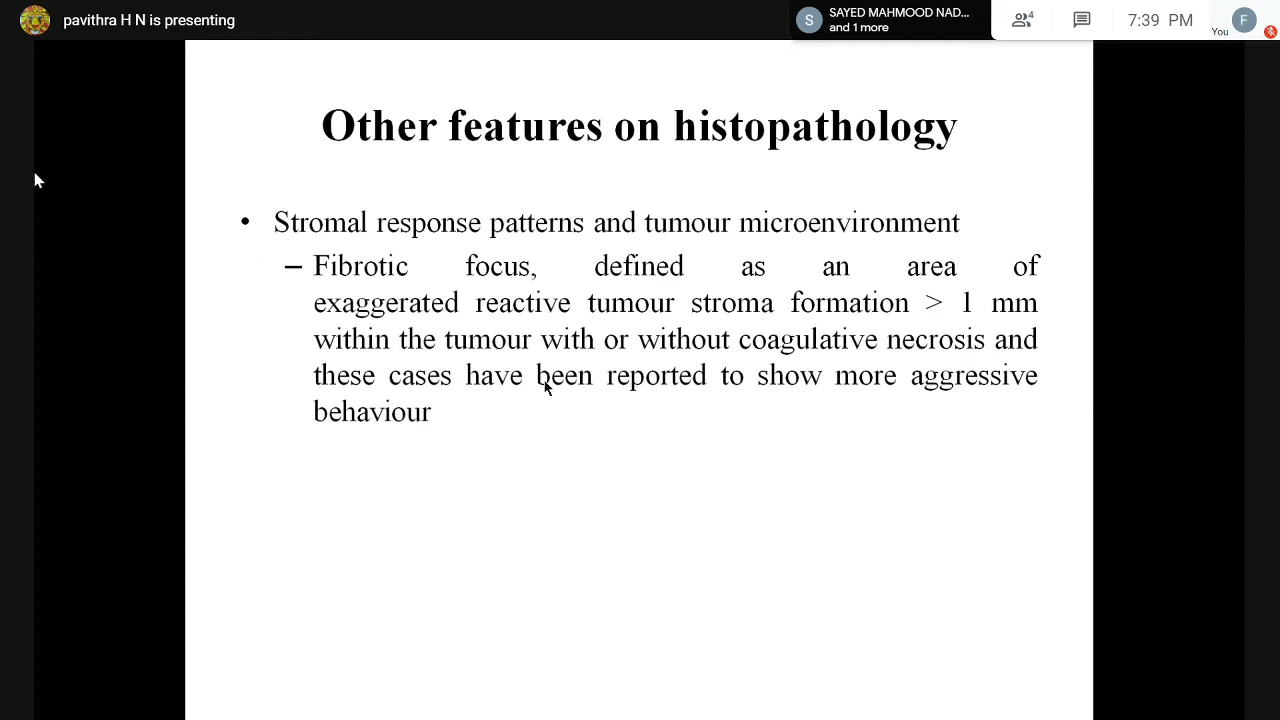 pavithra H N is presenting
S
SAYED MAHMOOD NAD...
and 1 more
4
7:39 PM
You
F
Other features on histopathology
• Stromal response patterns and tumour microenvironment
– Fibrotic focus, defined as an area of
exaggerated reactive tumour stroma formation > 1 mm
within the tumour with or without coagulative necrosis and
these cases have been reported to show more aggressive
behaviour